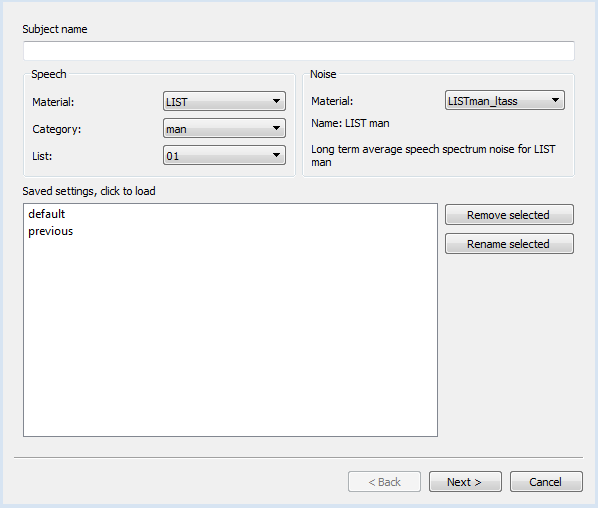 Subject name
Speech
Material:
LIST
Category:
man
List:
01
Noise
Material:
LISTman_ltass
Name: LIST man
Long term average speech spectrum noise for LIST
man
Saved settings, click to load
default
previous
Remove selected
Rename selected
< Back
Next >
Cancel